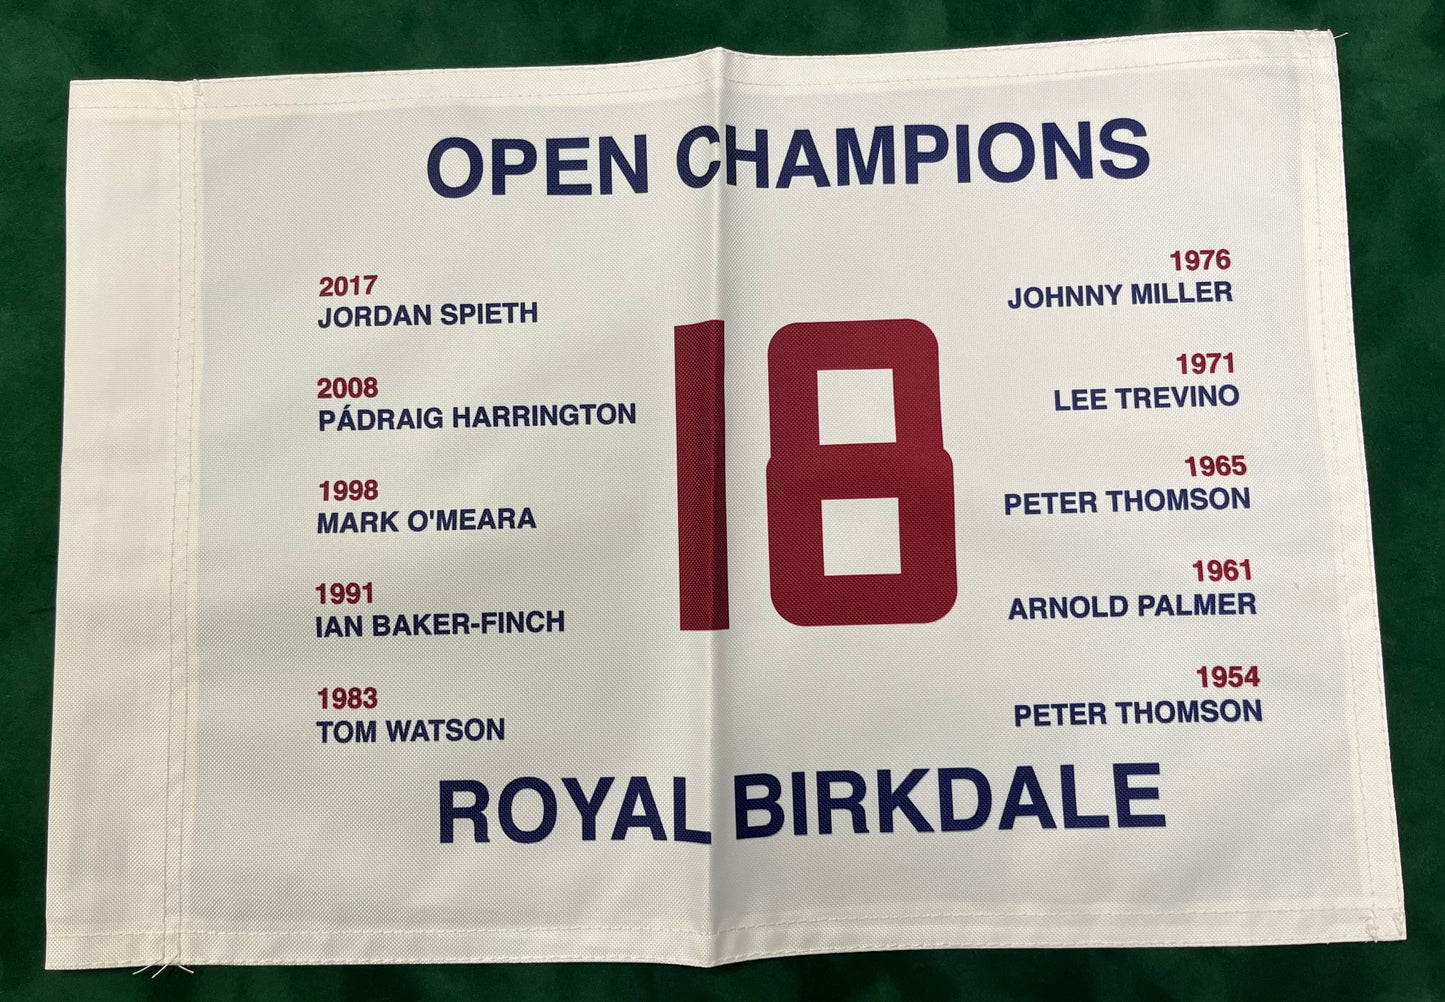 OPEN CHAMPIONS
2017
JORDAN SPIETH
2008
PÁDRAIG HARRINGTON
1998
MARK O'MEARA
1991
IAN BAKER-FINCH
1983
TOM WATSON
18
1976
JOHNNY MILLER
1971
LEE TREVINO
1965
PETER THOMSON
1961
ARNOLD PALMER
1954
PETER THOMSON
ROYAL BIRKDALE